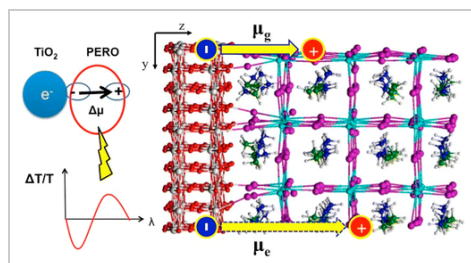 TiO₂ PERO
e⁻
- +
Δμ
ΔT/T
λ
z
y
-
μg
+
-
μe
+